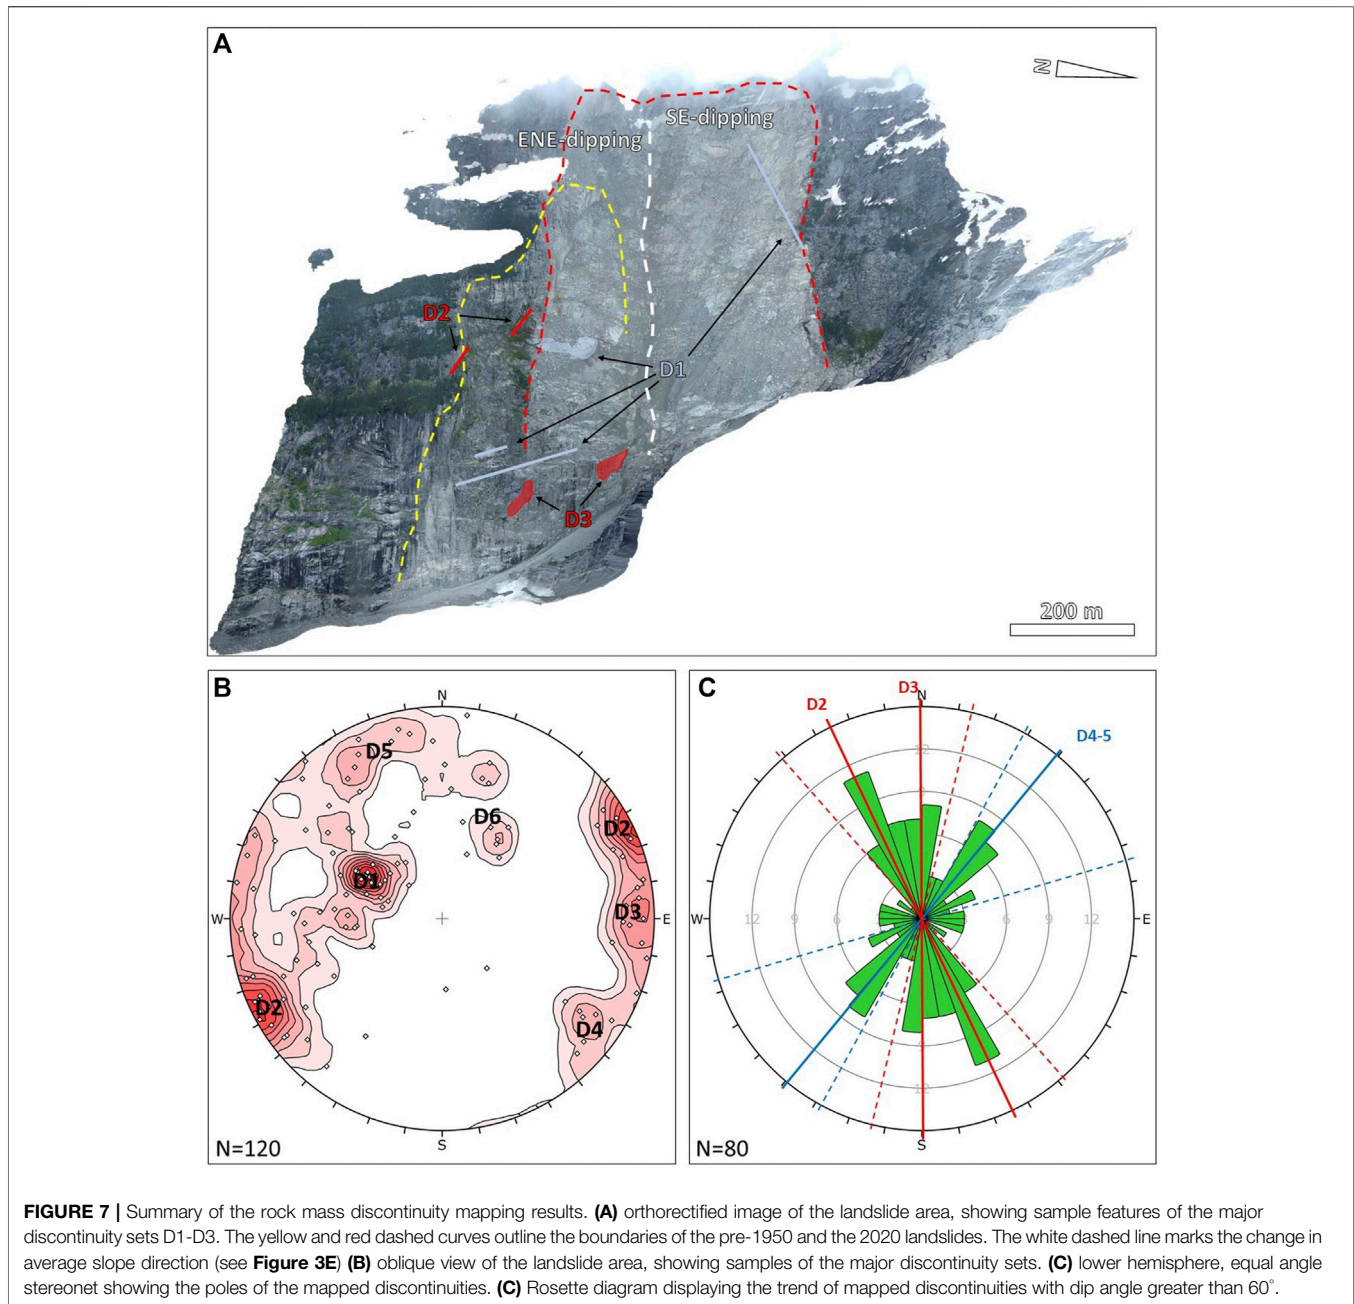 A
N
SE-dipping
ENE-dipping
D2
D1
D3
200 m
B
N
D5
D6
D2
D1
W
D3
E
D2
D4
S
N=120
C
D3
N
D2
D4-5
12
9
W
12
9
6
6
9
12
E
9
12
S
N=80
FIGURE 7 | Summary of the rock mass discontinuity mapping results. (A) orthorectified image of the landslide area, showing sample features of the major
discontinuity sets D1-D3. The yellow and red dashed curves outline the boundaries of the pre-1950 and the 2020 landslides. The white dashed line marks the change in
average slope direction (see Figure 3E) (B) oblique view of the landslide area, showing samples of the major discontinuity sets. (C) lower hemisphere, equal angle
stereonet showing the poles of the mapped discontinuities. (C) Rosette diagram displaying the trend of mapped discontinuities with dip angle greater than 60°.